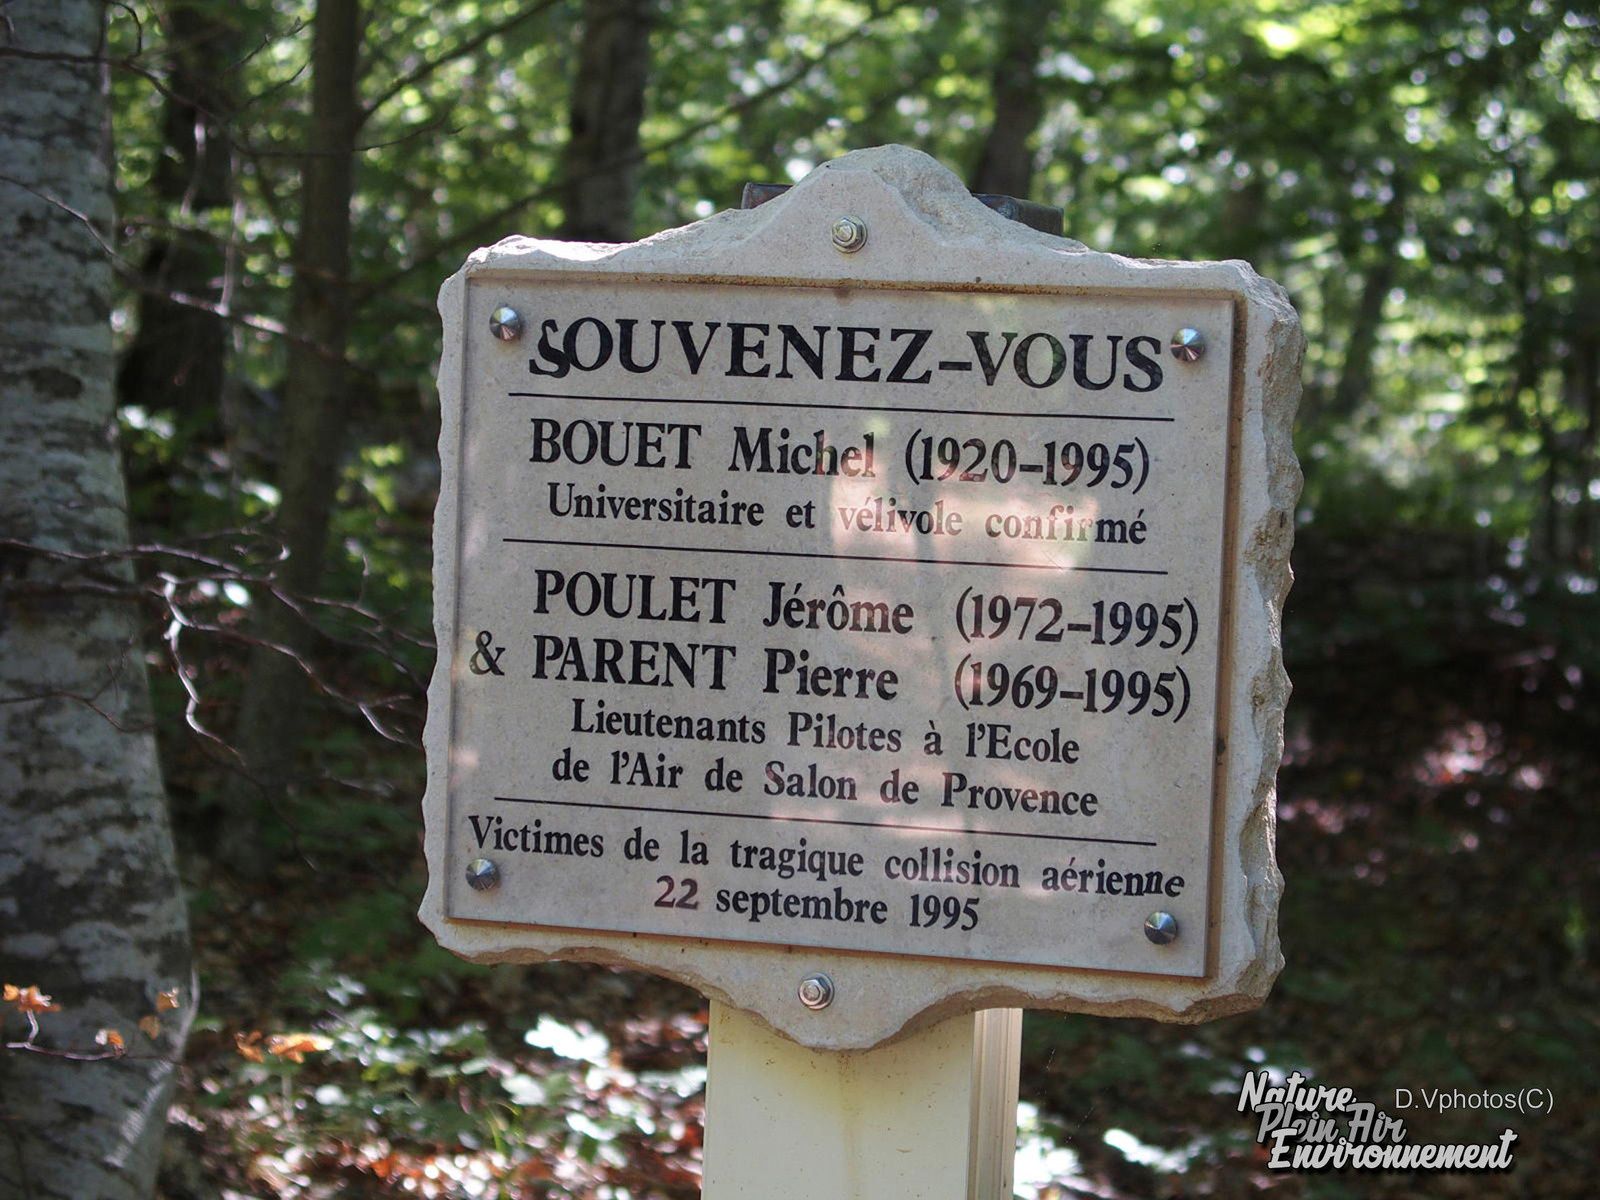 SOUVENEZ-VOUS
BOUET Michel (1920-1995)
Universitaire et vélivole confirmé
POULET Jérôme (1972-1995)
& PARENT Pierre (1969-1995)
Lieutenants Pilotes à l'Ecole
de l'Air de Salon de Provence
Victimes de la tragique collision aérienne
22 septembre 1995
Nature
Plein Air
Environnement
D.Vphotos(C)